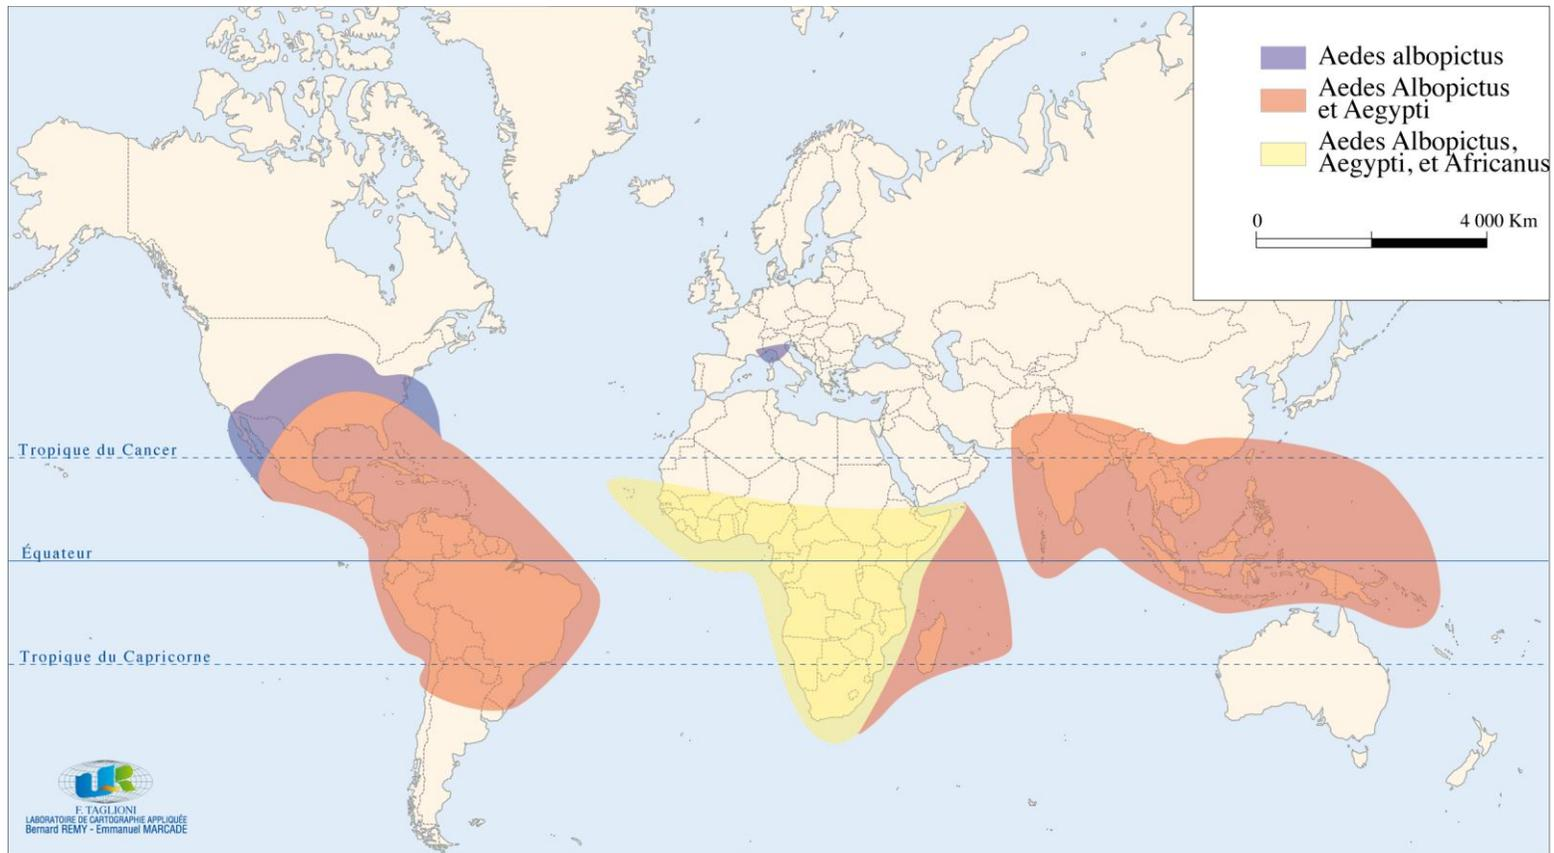 Aedes albopictus
Aedes Albopictus
et Aegypti
Aedes Albopictus,
Aegypti, et Africanus
0 4 000 Km
Tropique du Cancer
Équateur
Tropique du Capricorne
UR
F. TAGLIONI
LABORATOIRE DE CARTOGRAPHIE APPLIQUÉE
Bernard REMY - Emmanuel MARCADE